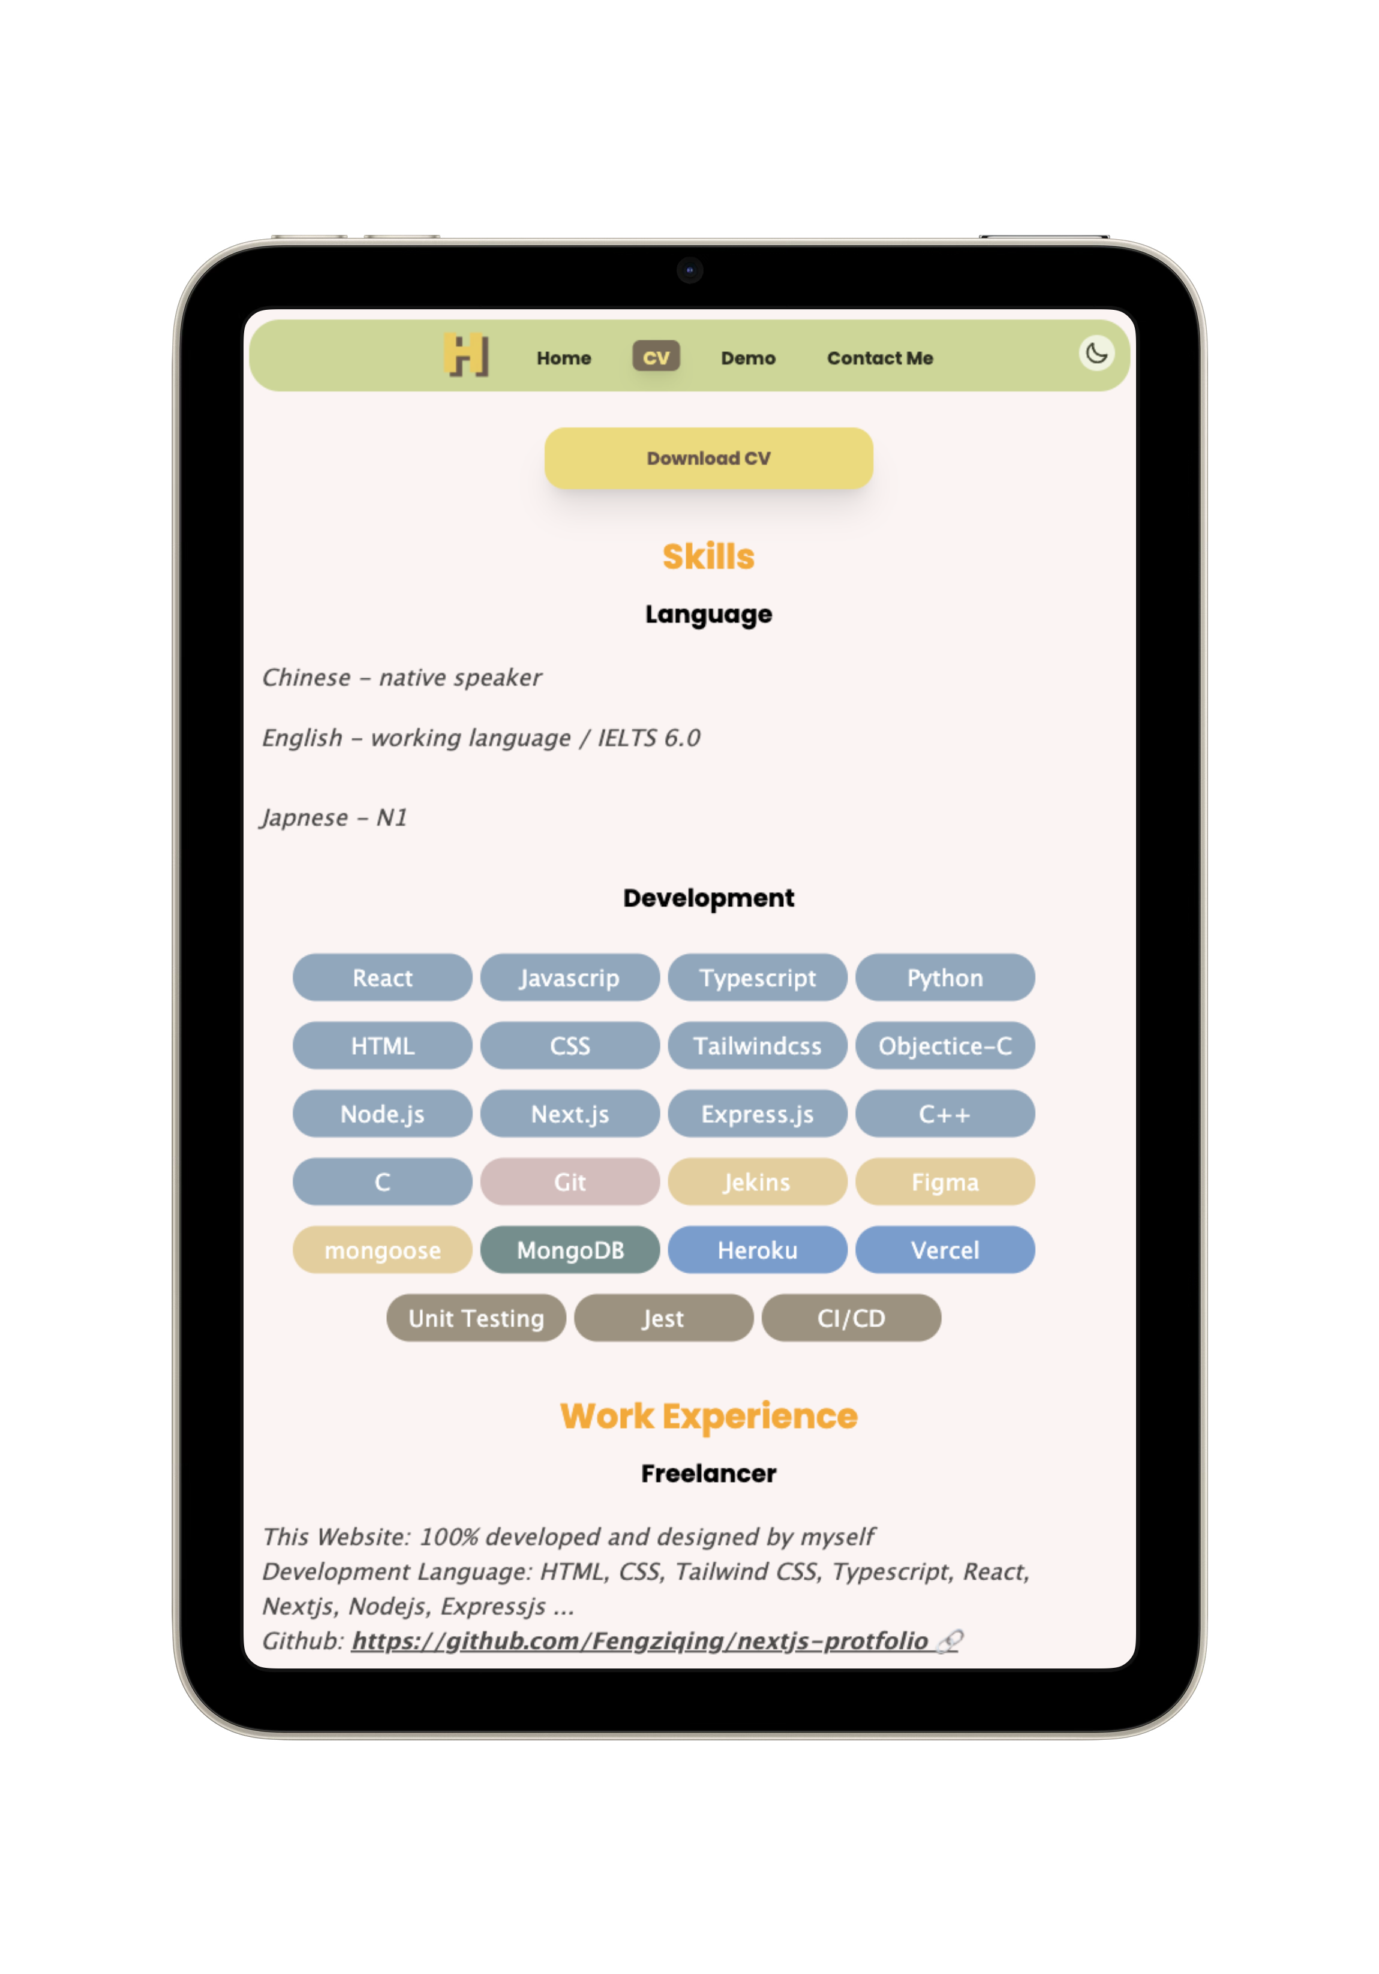 H
Home CV Demo Contact Me
Download CV
Skills
Language
Chinese - native speaker
English - working language / IELTS 6.0
Japnese - N1
Development
React Javascrip Typescript Python
HTML CSS Tailwindcss Objectice-C
Node.js Next.js Express.js C++
C Git Jekins Figma
mongoose MongoDB Heroku Vercel
Unit Testing Jest CI/CD
Work Experience
Freelancer
This Website: 100% developed and designed by myself
Development Language: HTML, CSS, Tailwind CSS, Typescript, React,
Nextjs, Nodejs, Expressjs ...
Github: https://github.com/Fengziqing/nextjs-protfolio 🔗